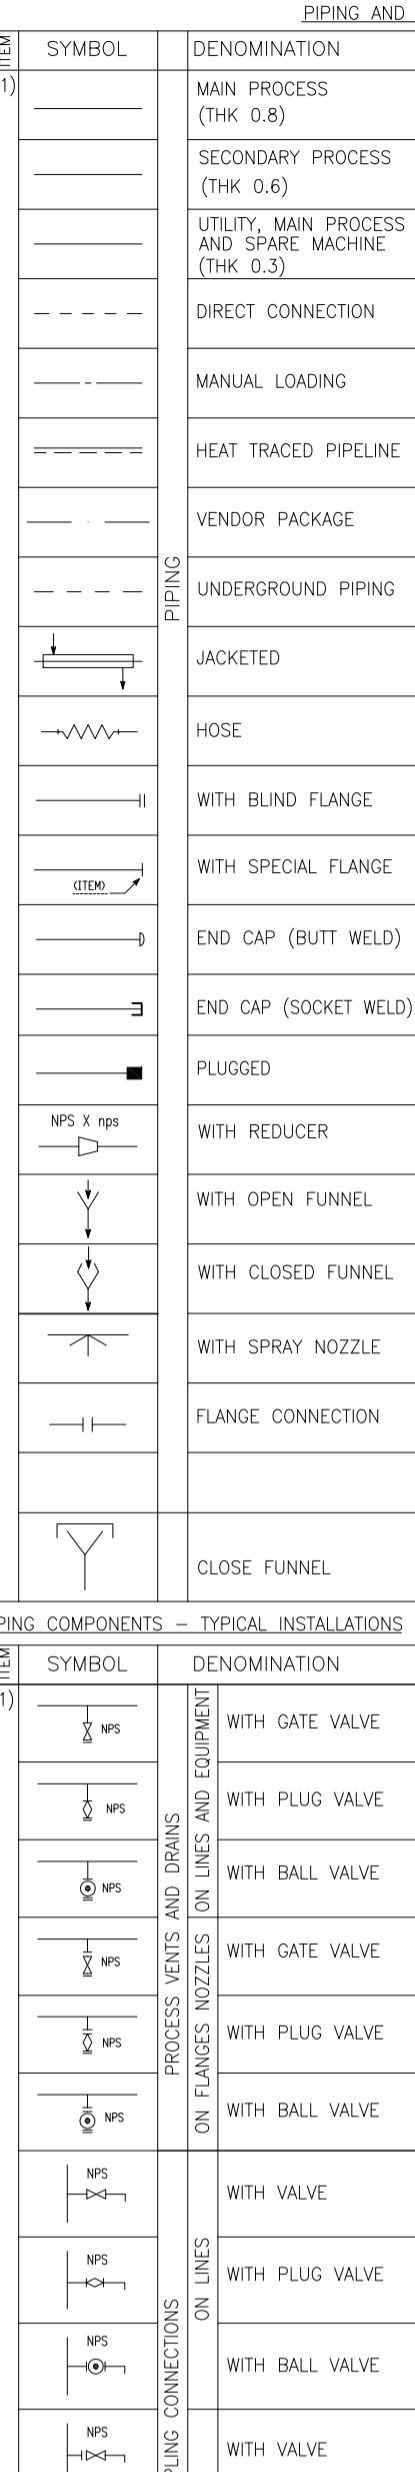 PIPING AND
ITEM SYMBOL DENOMINATION
1)
PIPING
MAIN PROCESS
(THK 0.8)
SECONDARY PROCESS
(THK 0.6)
UTILITY, MAIN PROCESS
AND SPARE MACHINE
(THK 0.3)
DIRECT CONNECTION
MANUAL LOADING
HEAT TRACED PIPELINE
VENDOR PACKAGE
UNDERGROUND PIPING
JACKETED
HOSE
WITH BLIND FLANGE
WITH SPECIAL FLANGE
(ITEM)
END CAP (BUTT WELD)
END CAP (SOCKET WELD)
PLUGGED
NPS X nps
WITH REDUCER
WITH OPEN FUNNEL
WITH CLOSED FUNNEL
WITH SPRAY NOZZLE
FLANGE CONNECTION
CLOSE FUNNEL
PING COMPONENTS – TYPICAL INSTALLATIONS
ITEM SYMBOL DENOMINATION
1)
PROCESS VENTS AND DRAINS
ON LINES AND EQUIPMENT
NPS WITH GATE VALVE
NPS WITH PLUG VALVE
NPS WITH BALL VALVE
ON FLANGES NOZZLES
NPS WITH GATE VALVE
NPS WITH PLUG VALVE
NPS WITH BALL VALVE
PLING CONNECTIONS
ON LINES
NPS WITH VALVE
NPS WITH PLUG VALVE
NPS WITH BALL VALVE
NPS WITH VALVE